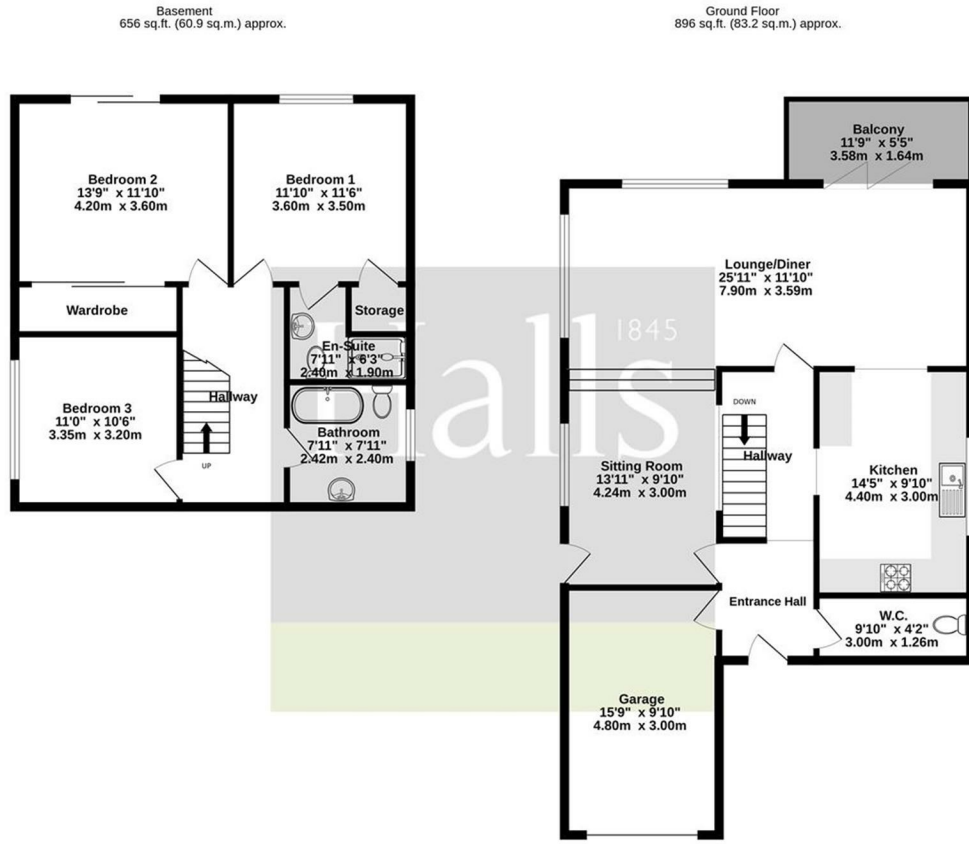 Basement
656 sq.ft. (60.9 sq.m.) approx.
Ground Floor
896 sq.ft. (83.2 sq.m.) approx.
Bedroom 2
13'9" x 11'10"
4.20m x 3.60m
Bedroom 1
11'10" x 11'6"
3.60m x 3.50m
Wardrobe
Storage
En-Suite
7'11" x 6'3"
2.40m x 1.90m
Bedroom 3
11'0" x 10'6"
3.35m x 3.20m
Hallway
UP
Bathroom
7'11" x 7'11"
2.42m x 2.40m
Halls
1845
Balcony
11'9" x 5'5"
3.58m x 1.64m
Lounge/Diner
25'11" x 11'10"
7.90m x 3.59m
DOWN
Hallway
Sitting Room
13'11" x 9'10"
4.24m x 3.00m
Kitchen
14'5" x 9'10"
4.40m x 3.00m
Entrance Hall
W.C.
9'10" x 4'2"
3.00m x 1.26m
Garage
15'9" x 9'10"
4.80m x 3.00m